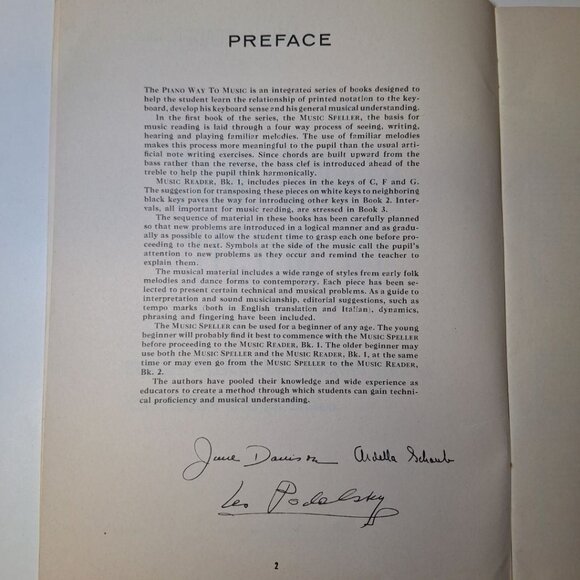 PREFACE
The PIANO WAY TO MUSIC is an integrated series of books designed to
help the student learn the relationship of printed notation to the key-
board, develop his keyboard sense and his general musical understanding.
In the first book of the series, the MUSIC SPELLER, the basis for
music reading is laid through a four way process of seeing, writing,
hearing and playing familiar melodies. The use of familiar melodies
makes this process more meaningful to the pupil than the usual arti-
ficial note writing exercises. Since chords are built upward from the
bass rather than the reverse, the bass clef is introduced ahead of the
treble to help the pupil think harmonically.
MUSIC READER, Bk. 1, includes pieces in the keys of C, F and G.
The suggestion for transposing these pieces on white keys to neighboring
black keys paves the way for introducing other keys in Book 2. Inter-
vals, all important for music reading, are stressed in Book 3.
The sequence of material in these books has been carefully planned
so that new problems are introduced in a logical manner and as gradu-
ally as possible to allow the student time to grasp each one before pro-
ceeding to the next. Symbols at the side of the music call the pupil's
attention to new problems as they occur and remind the teacher to
explain them.
The musical material includes a wide range of styles from early folk
melodies and dance forms to contemporary. Each piece has been se-
lected to present certain technical and musical problems. As a guide to
interpretation and sound musicianship, editorial suggestions, such as
tempo marks (both in English translation and Italian), dynamics,
phrasing and fingering have been included.
The MUSIC SPELLER can be used for a beginner of any age. The young
beginner will probably find it best to commence with the MUSIC SPELLER
before proceeding to the MUSIC READER, Bk. 1. The older beginner may
use both the MUSIC SPELLER and the MUSIC READER, Bk. 1, at the same
time or may even go from the MUSIC SPELLER to the MUSIC READER,
Bk. 2.
The authors have pooled their knowledge and wide experience as
educators to create a method through which students can gain techni-
cal proficiency and musical understanding.
June Davison Ardella Schaub
Leo Podolsky
2